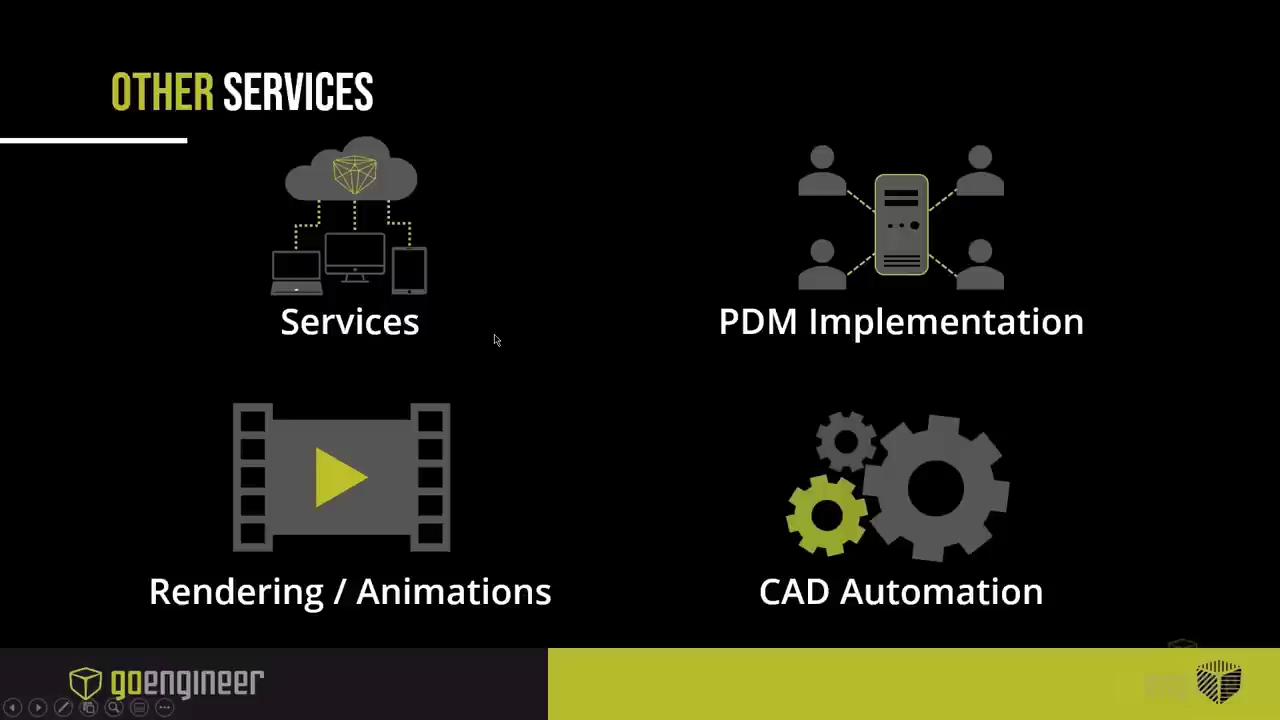 OTHER SERVICES
Services
PDM Implementation
Rendering / Animations
CAD Automation
goengineer